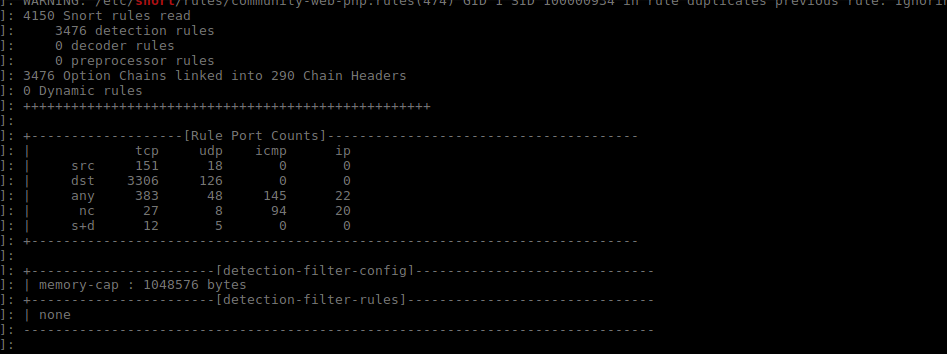 ]: WARNING: /etc/snort/rules/community-web-php.rules(474) GID 1 SID 100000934 in rule duplicates previous rule. Ignorin
]: 4150 Snort rules read
]:     3476 detection rules
]:     0 decoder rules
]:     0 preprocessor rules
]: 3476 Option Chains linked into 290 Chain Headers
]: 0 Dynamic rules
]: +++++++++++++++++++++++++++++++++++++++++++++++++++
]:
]: +-------------------[Rule Port Counts]---------------------------------------
]: |             tcp     udp    icmp      ip
]: |     src     151      18       0       0
]: |     dst    3306     126       0       0
]: |     any     383      48     145      22
]: |      nc      27       8      94      20
]: |     s+d      12       5       0       0
]: +----------------------------------------------------------------------------
]:
]: +-----------------------[detection-filter-config]------------------------------
]: | memory-cap : 1048576 bytes
]: +-----------------------[detection-filter-rules]-------------------------------
]: | none
]: -------------------------------------------------------------------------------
]: